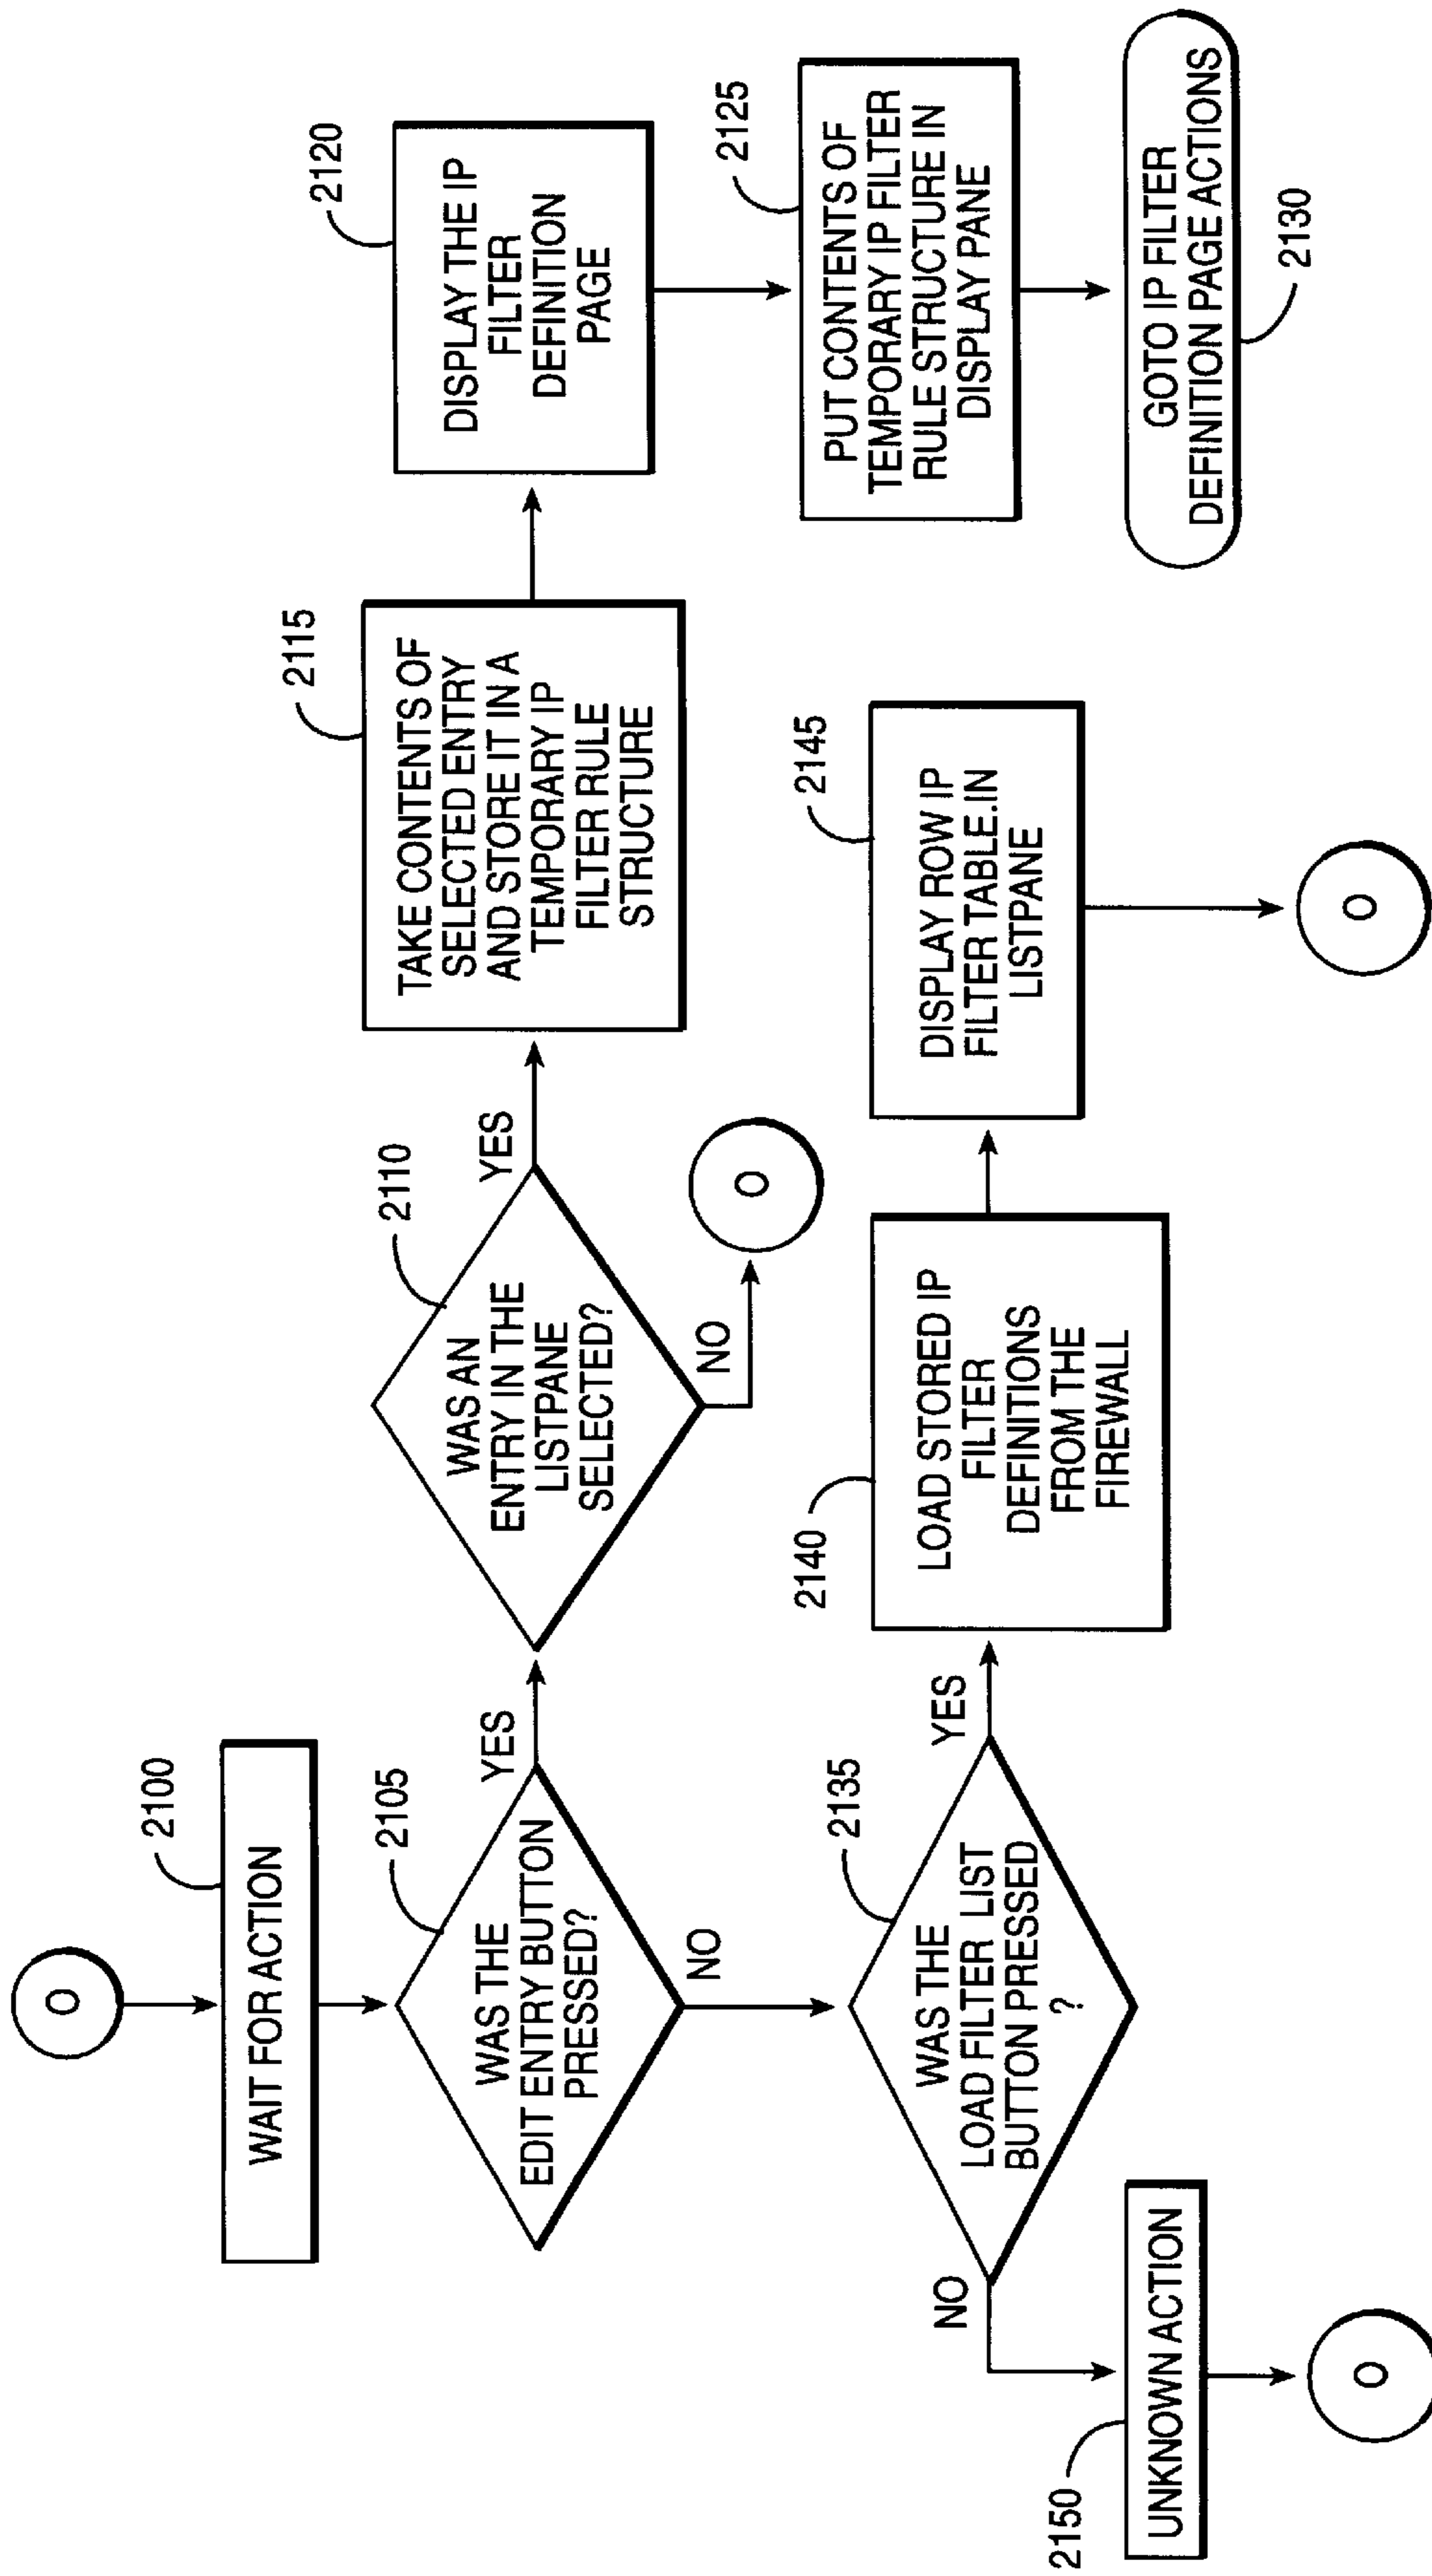 O
2100
WAIT FOR ACTION
2105
WAS THE
EDIT ENTRY BUTTON
PRESSED?
YES
NO
2110
WAS AN
ENTRY IN THE
LISTPANE
SELECTED?
YES
NO
O
2115
TAKE CONTENTS OF
SELECTED ENTRY
AND STORE IT IN A
TEMPORARY IP
FILTER RULE
STRUCTURE
2120
DISPLAY THE IP
FILTER
DEFINITION
PAGE
2125
PUT CONTENTS OF
TEMPORARY IP FILTER
RULE STRUCTURE IN
DISPLAY PANE
GOTO IP FILTER
DEFINITION PAGE ACTIONS
2130
2135
WAS THE
LOAD FILTER LIST
BUTTON PRESSED
?
YES
NO
2140
LOAD STORED IP
FILTER
DEFINITIONS
FROM THE
FIREWALL
2145
DISPLAY ROW IP
FILTER TABLE.IN
LISTPANE
O
2150
UNKNOWN ACTION
O